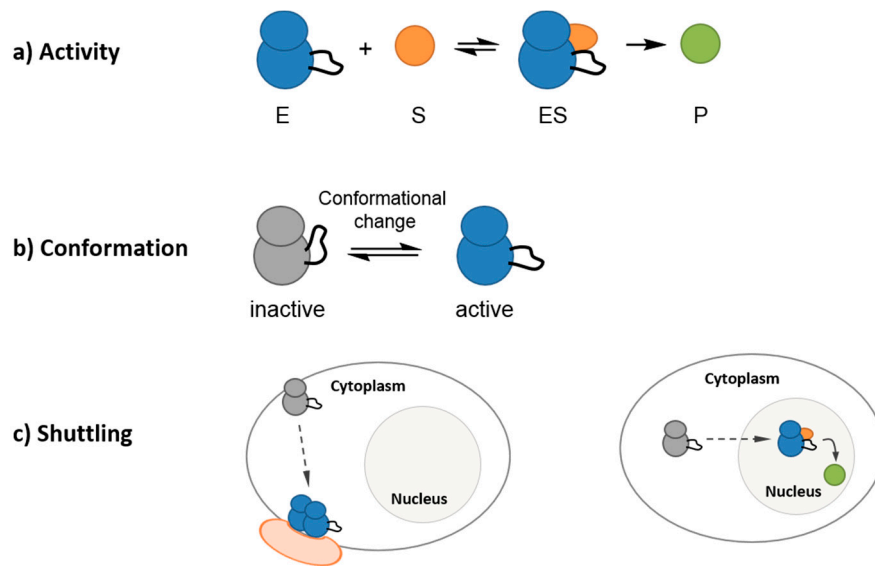 a) Activity
+
E
S
ES
P
Conformational
change
b) Conformation
inactive
active
Cytoplasm
Nucleus
c) Shuttling
Cytoplasm
Nucleus